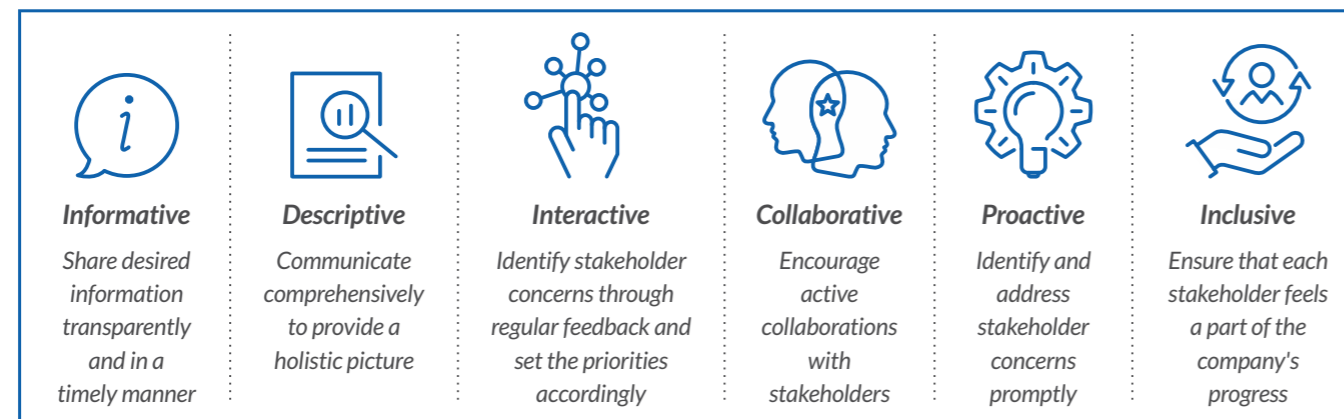 i
Informative
Share desired
information
transparently
and in a
timely manner
Descriptive
Communicate
comprehensively
to provide a
holistic picture
Interactive
Identify stakeholder
concerns through
regular feedback and
set the priorities
accordingly
Collaborative
Encourage
active
collaborations
with
stakeholders
Proactive
Identify and
address
stakeholder
concerns
promptly
Inclusive
Ensure that each
stakeholder feels
a part of the
company's
progress